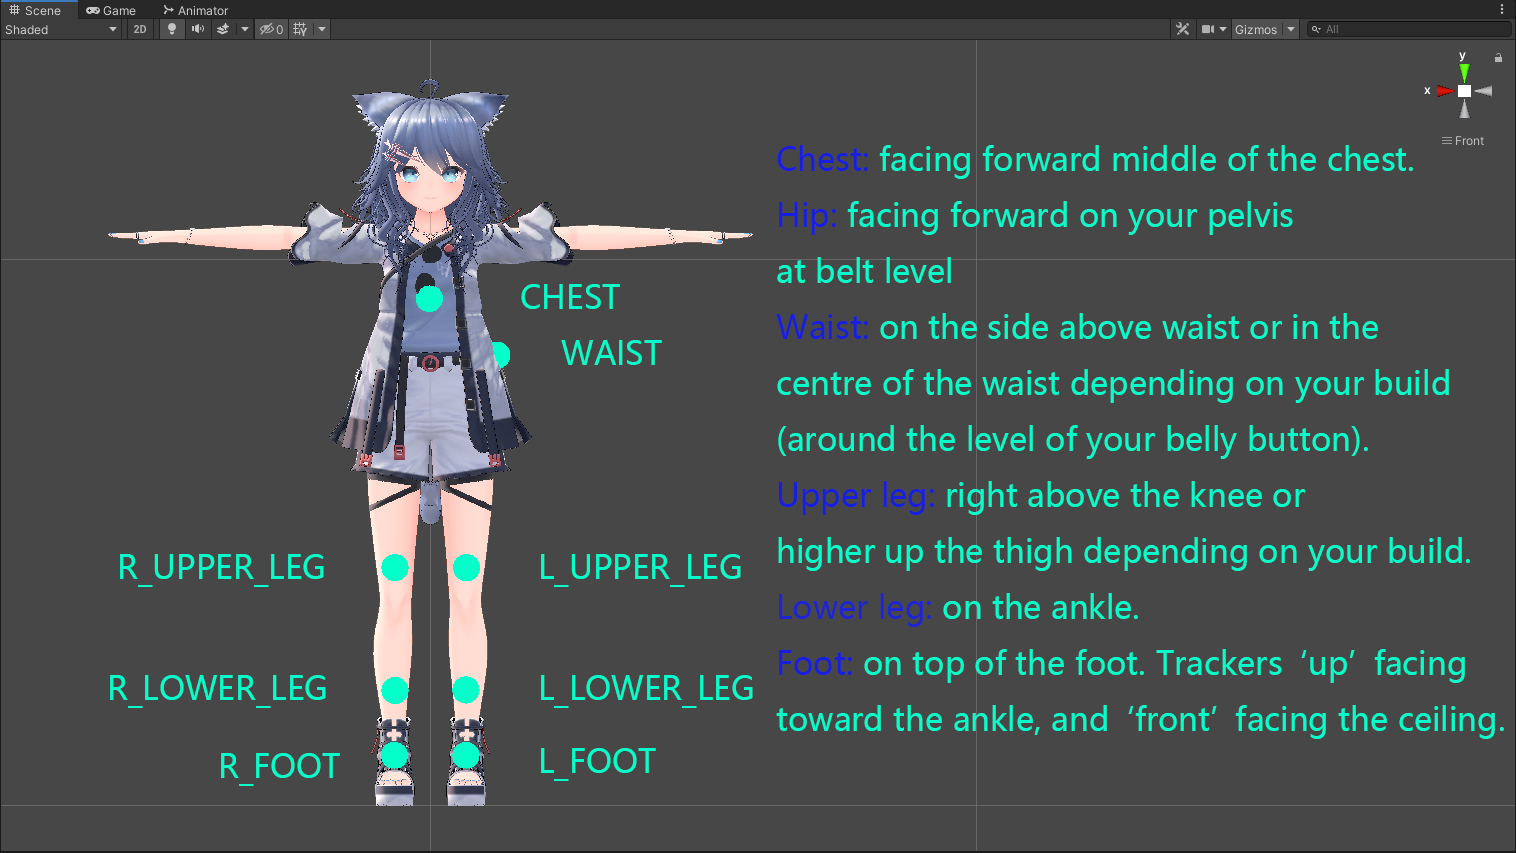 Scene Game Animator
Shaded 2D 0 Gizmos All
y
x
Front
Chest: facing forward middle of the chest.
Hip: facing forward on your pelvis
at belt level
Waist: on the side above waist or in the
centre of the waist depending on your build
(around the level of your belly button).
Upper leg: right above the knee or
higher up the thigh depending on your build.
Lower leg: on the ankle.
Foot: on top of the foot. Trackers ‘up’ facing
toward the ankle, and ‘front’ facing the ceiling.
CHEST
WAIST
R_UPPER_LEG L_UPPER_LEG
R_LOWER_LEG L_LOWER_LEG
R_FOOT L_FOOT